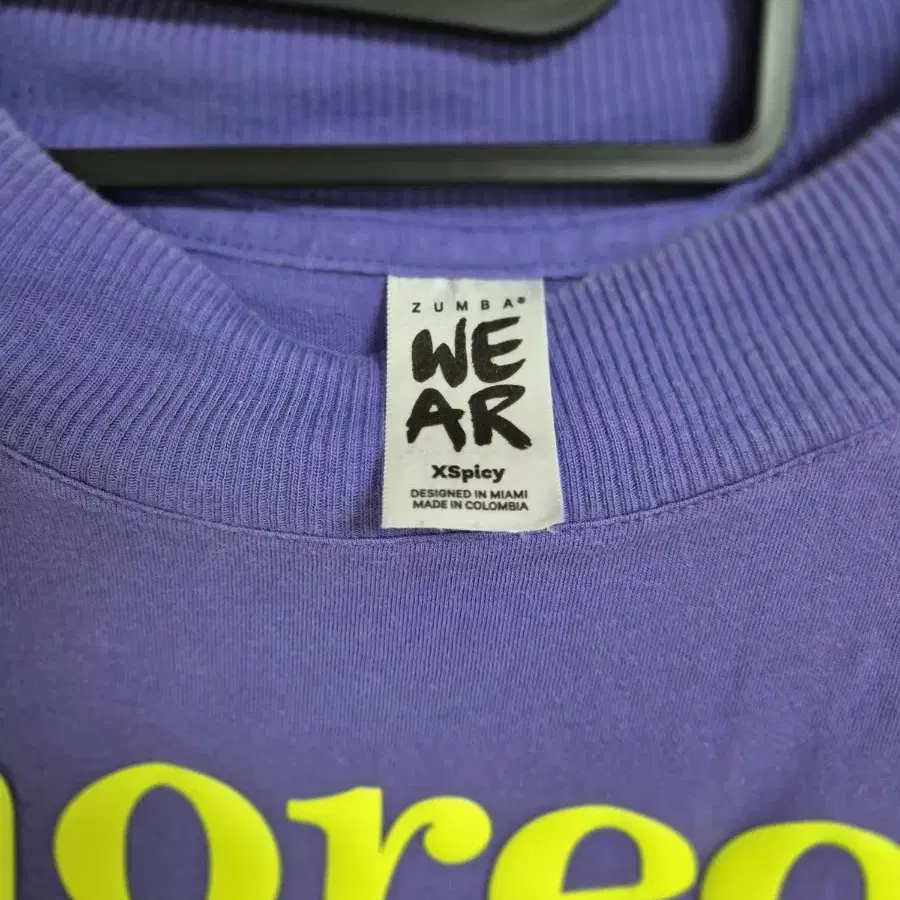 ZUMBA®
WE
AR
XSpicy
DESIGNED IN MIAMI
MADE IN COLOMBIA